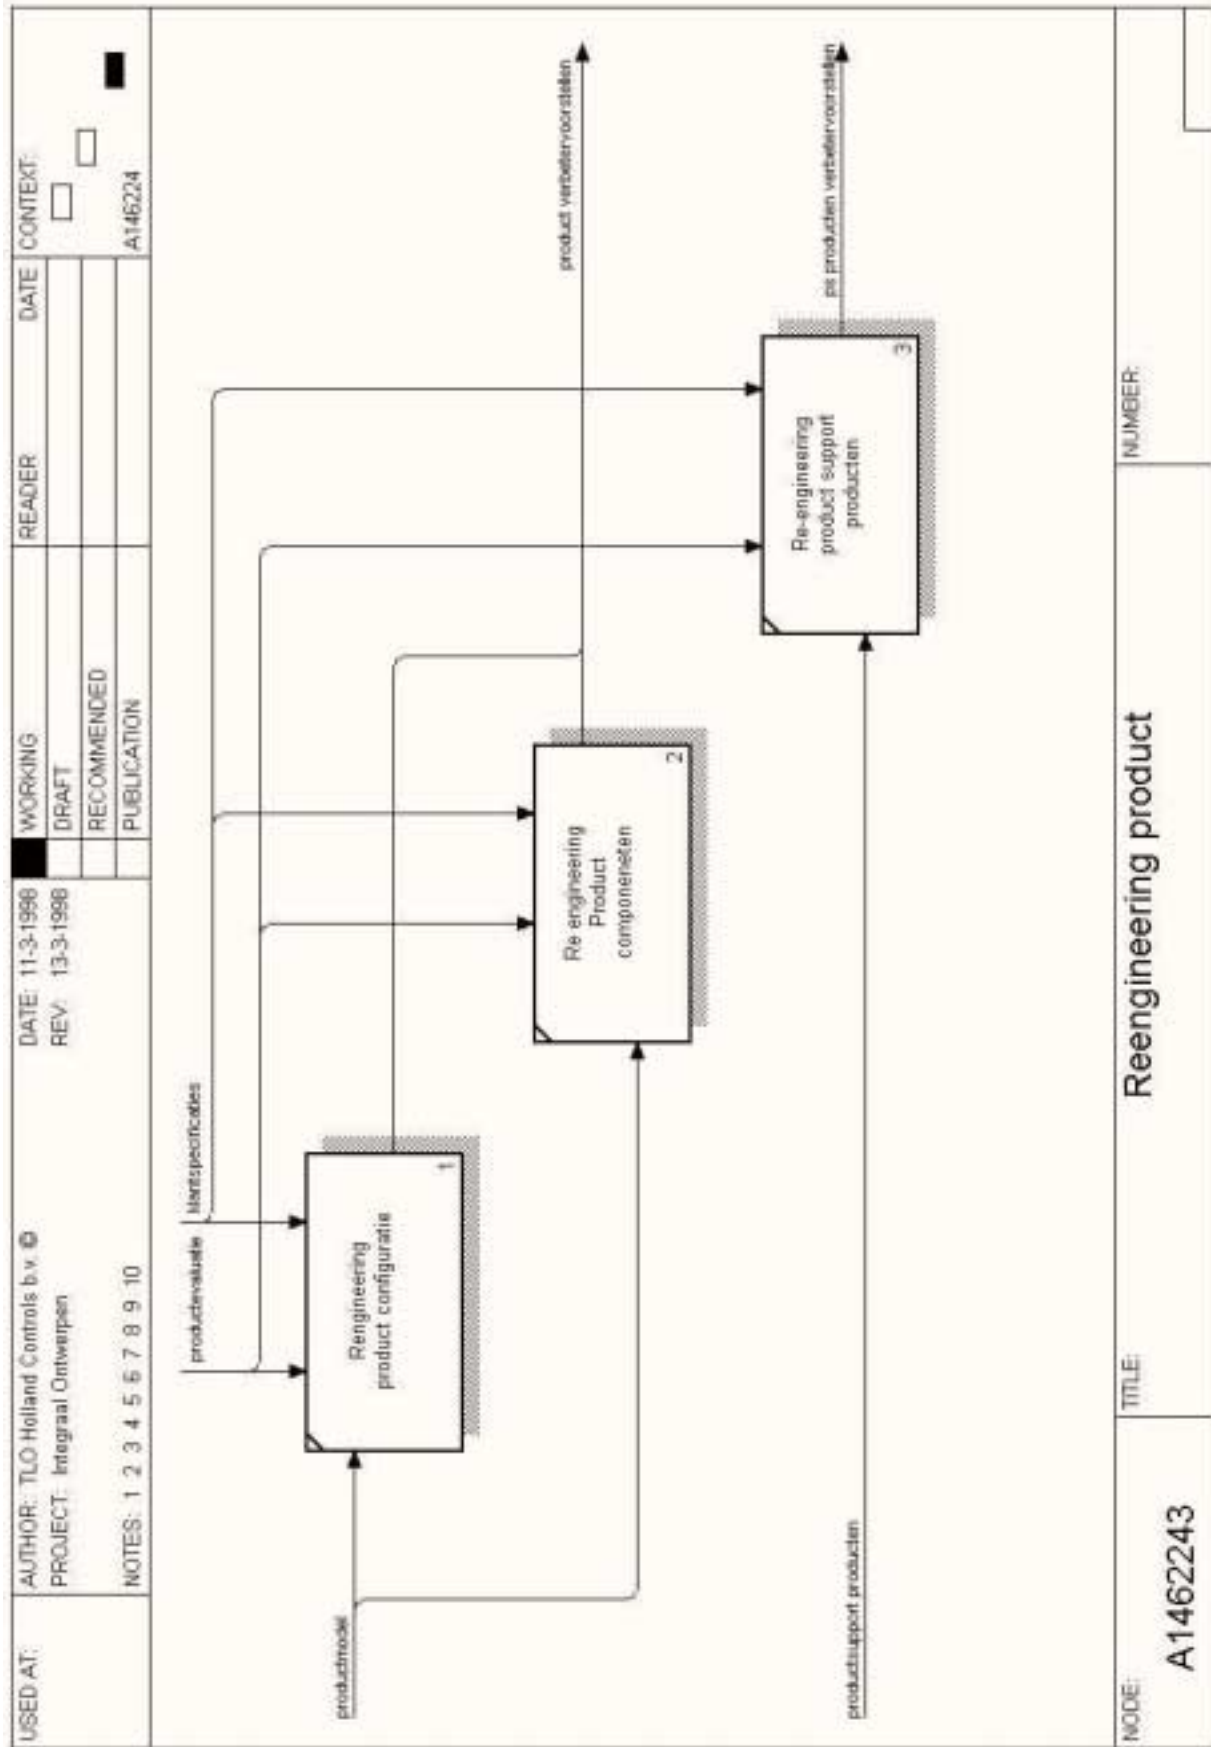 USED AT:
AUTHOR: TLO Holland Controls b.v. ©
PROJECT: Integraal Ontwerpen
NOTES: 1 2 3 4 5 6 7 8 9 10
DATE: 11-3-1998
REV: 13-3-1998
WORKING
DRAFT
RECOMMENDED
PUBLICATION
READER
DATE
CONTEXT:
A146224
productevaluatie
klantspecificaties
productmodel
Rengineering
product configuratie
1
Re engineering
Product
componeneten
2
product verbetervoorstellen
productsupport producten
Re-engineering
product support
producten
3
ps producten verbetervoorstellen
NODE:
A1462243
TITLE:
Reengineering product
NUMBER: